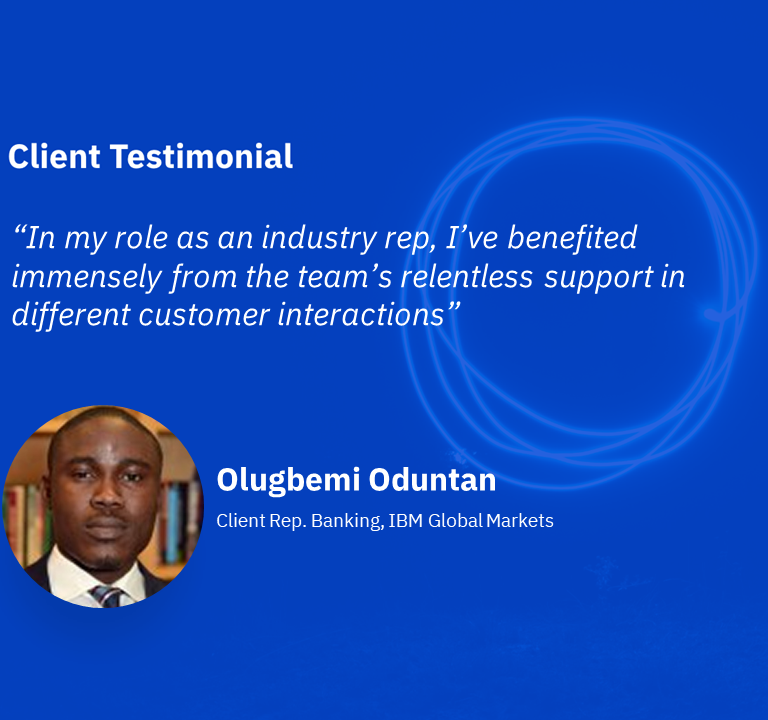 Client Testimonial
“In my role as an industry rep, I’ve benefited
immensely from the team’s relentless support in
different customer interactions”
Olugbemi Oduntan
Client Rep. Banking, IBM Global Markets